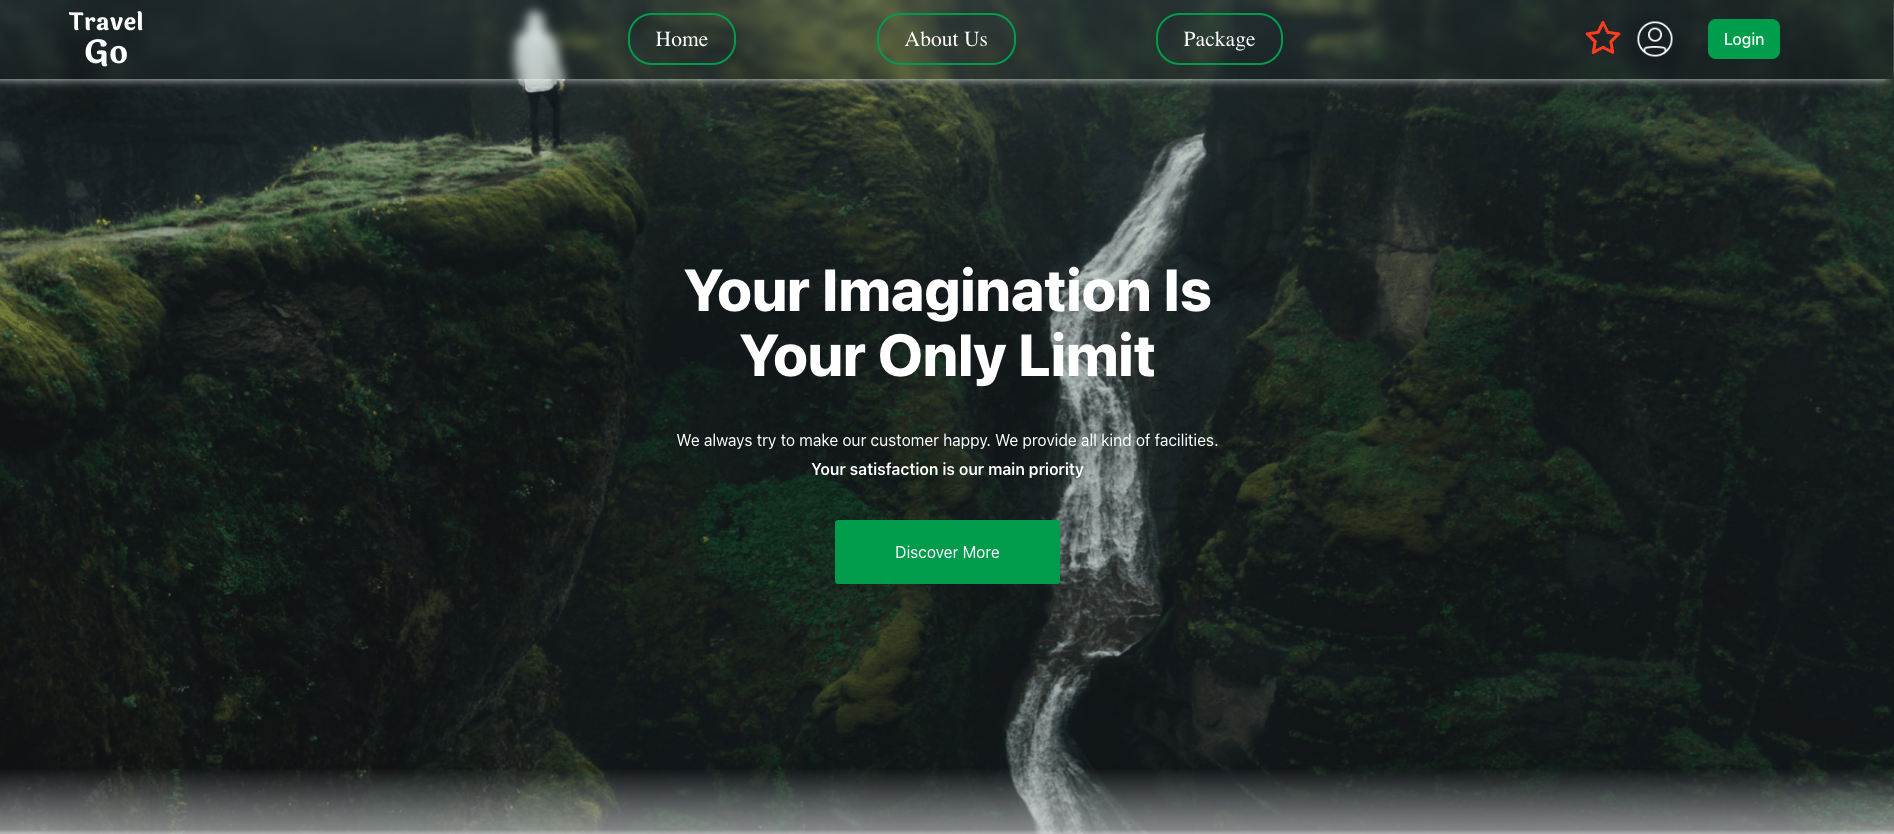 Travel
Go
Home
About Us
Package
Login
Your Imagination Is
Your Only Limit
We always try to make our customer happy. We provide all kind of facilities.
Your satisfaction is our main priority
Discover More